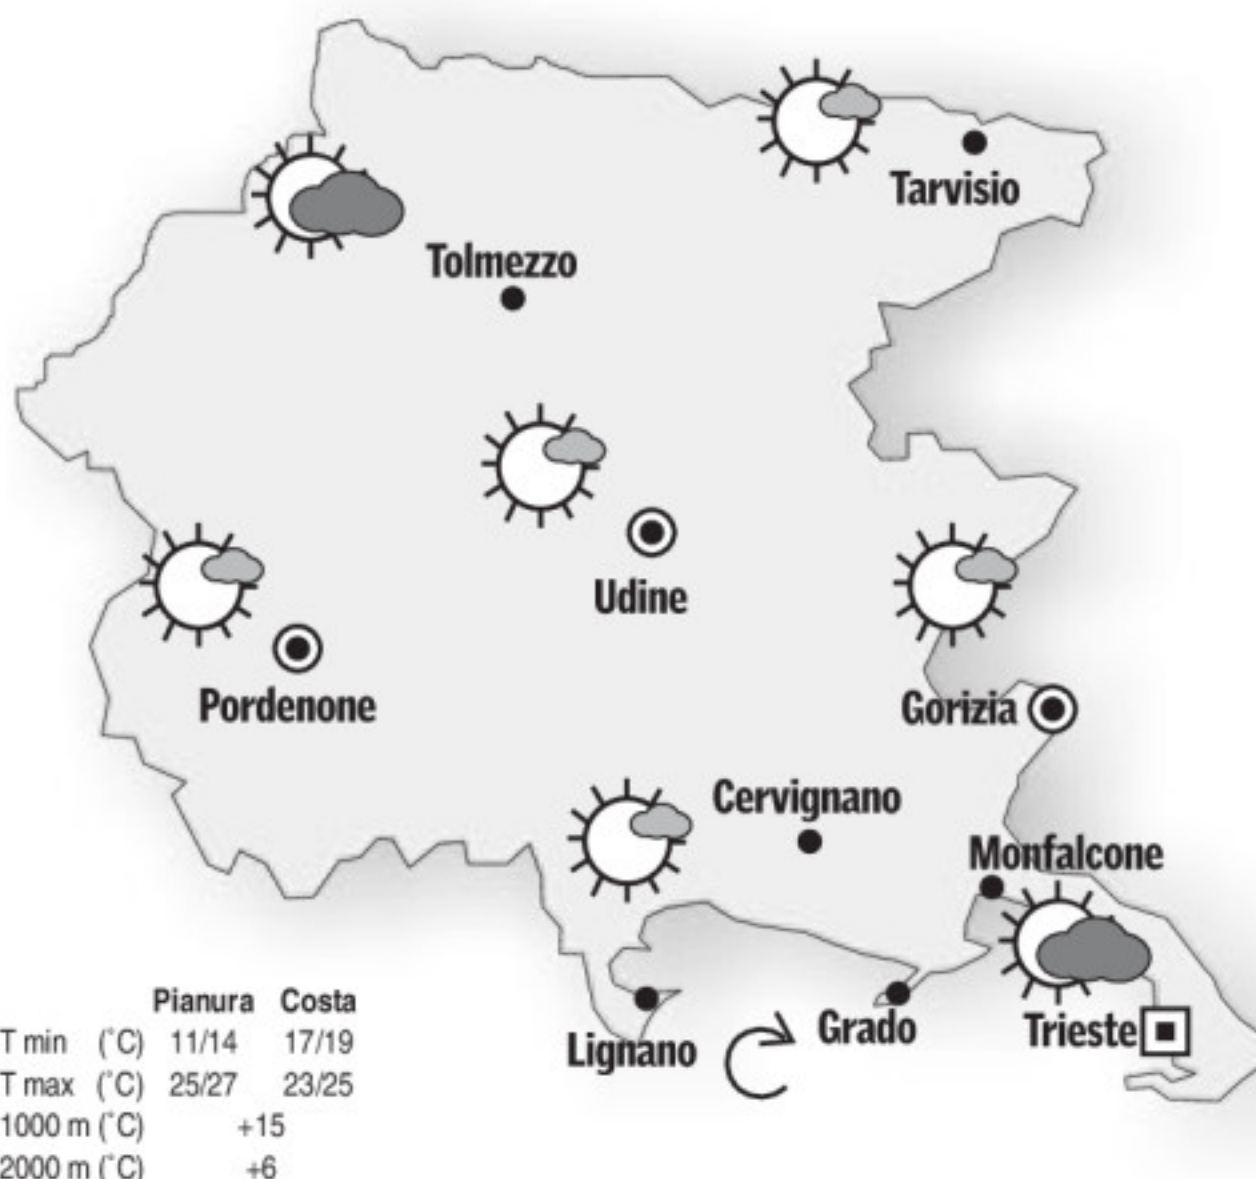 Tarvisio
Tolmezzo
Udine
Pordenone
Gorizia
Cervignano
Monfalcone
Grado
Trieste
Lignano
Pianura Costa
T min (°C) 11/14 17/19
T max (°C) 25/27 23/25
1000 m (°C) +15
2000 m (°C) +6